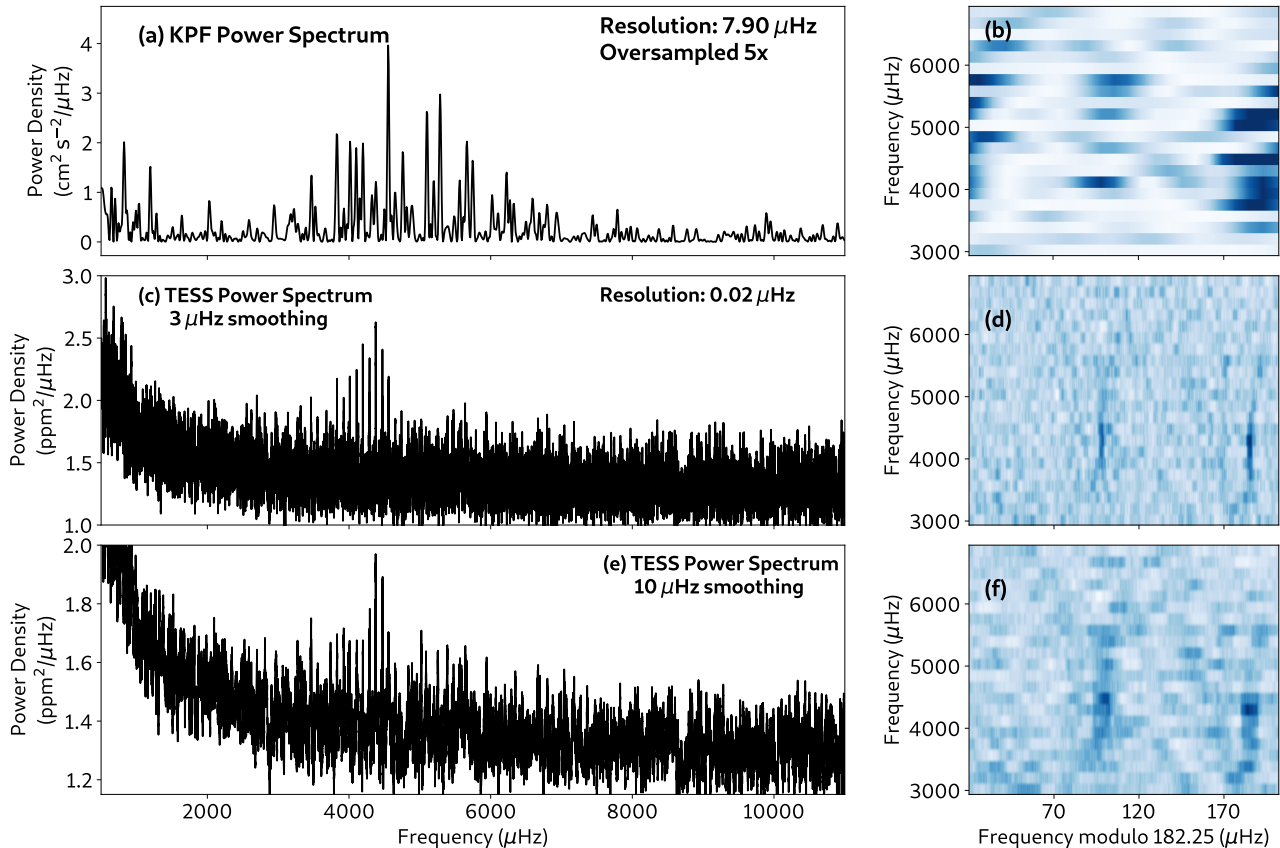 (a) KPF Power Spectrum
Resolution: 7.90 μHz
Oversampled 5x
Power Density
(cm² s⁻²/μHz)
4
3
2
1
0
(b)
Frequency (μHz)
6000
5000
4000
3000
(c) TESS Power Spectrum
3 μHz smoothing
Resolution: 0.02 μHz
Power Density
(ppm²/μHz)
3.0
2.5
2.0
1.5
1.0
(d)
Frequency (μHz)
6000
5000
4000
3000
(e) TESS Power Spectrum
10 μHz smoothing
Power Density
(ppm²/μHz)
2.0
1.8
1.6
1.4
1.2
2000 4000 6000 8000 10000
Frequency (μHz)
(f)
Frequency (μHz)
6000
5000
4000
3000
70 120 170
Frequency modulo 182.25 (μHz)